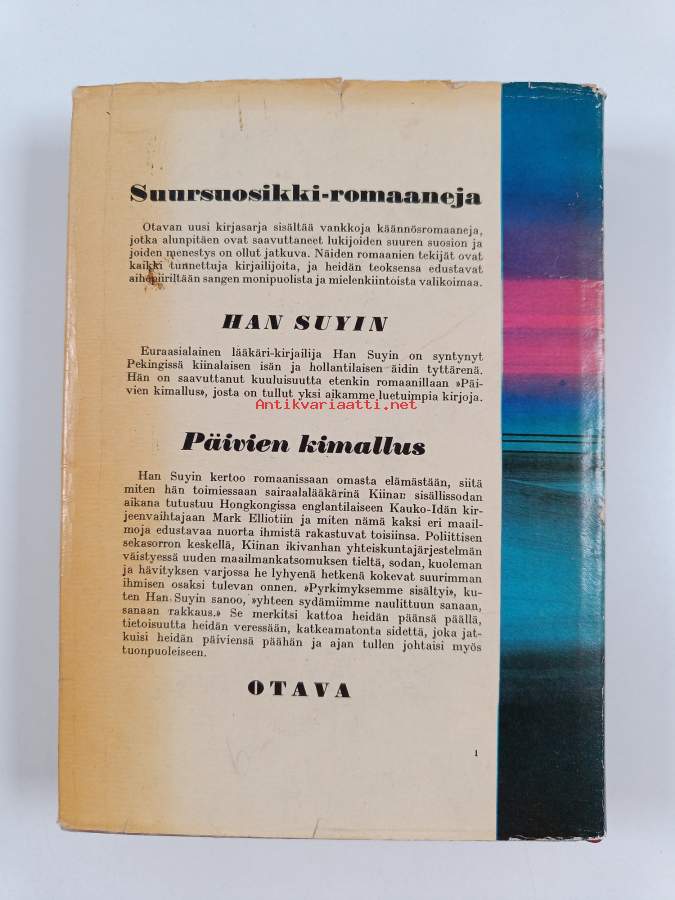 Suursuosikki-romaaneja
Otavan uusi kirjasarja sisältää vankkoja käännösromaaneja,
jotka alunpitäen ovat saavuttaneet lukijoiden suuren suosion ja
joiden menestys on ollut jatkuva. Näiden romaanien tekijät ovat
kaikki tunnettuja kirjailijoita, ja heidän teoksensa edustavat
aihepiiriltään sangen monipuolista ja mielenkiintoista valikoimaa.
HAN SUYIN
Euraasialainen lääkäri-kirjailija Han Suyin on syntynyt
Pekingissä kiinalaisen isän ja hollantilaisen äidin tyttärenä.
Hän on saavuttanut kuuluisuutta etenkin romaanillaan »Päi-
vien kimallus», josta on tullut yksi aikamme luetuimpia kirjoja.
Antikvariaatti.net
Päivien kimallus
Han Suyin kertoo romaanissaan omasta elämästään, siitä
miten hän toimiessaan sairaalalääkärinä Kiinan sisällissodan
aikana tutustuu Hongkongissa englantilaiseen Kauko-Idän kir-
jeenvaihtajaan Mark Elliotiin ja miten nämä kaksi eri maail-
moja edustavaa nuorta ihmistä rakastuvat toisiinsa. Poliittisen
sekasorron keskellä, Kiinan ikivanhan yhteiskuntajärjestelmän
väistyessä uuden maailmankatsomuksen tieltä, sodan, kuoleman
ja hävityksen varjossa he lyhyenä hetkenä kokevat suurimman
ihmisen osaksi tulevan onnen. »Pyrkimyksemme sisältyi», ku-
ten Han Suyin sanoo, »yhteen sydämiimme naulittuun sanaan,
sanaan rakkaus.» Se merkitsi kattoa heidän päänsä päällä,
tietoisuutta heidän veressään, katkeamatonta sidettä, joka jat-
kuisi heidän päiviensä päähän ja ajan tullen johtaisi myös
tuonpuoleiseen.
OTAVA
1